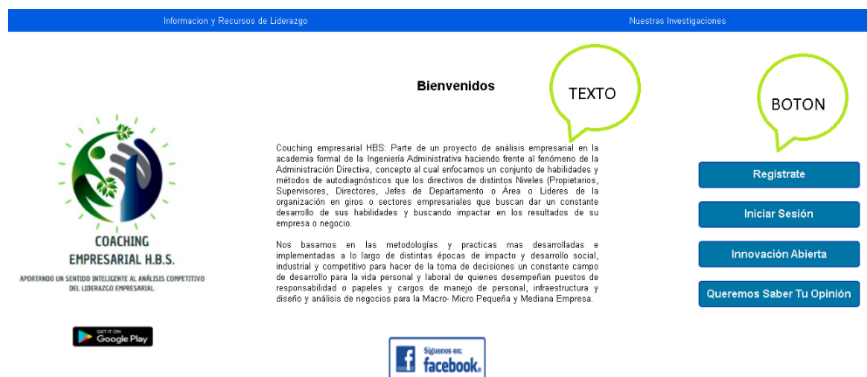 Informacion y Recursos de Liderazgo
Nuestras Investigaciones
Bienvenidos
TEXTO
BOTON
Couching empresarial HBS: Parte de un proyecto de análisis empresarial en la
academia formal de la Ingeniería Administrativa haciendo frente al fenómeno de la
Administración Directiva, concepto al cual enfocamos un conjunto de habilidades y
métodos de autodiagnósticos que los directivos de distintos Niveles (Propietarios,
Supervisores, Directores, Jefes de Departamento o Área o Lideres de la
organización en giros o sectores empresariales que buscan dar un constante
desarrollo de sus habilidades y buscando impactar en los resultados de su
empresa o negocio.
Nos basamos en las metodologías y practicas mas desarrolladas e
implementadas a lo largo de distintas épocas de impacto y desarrollo social,
industrial y competitivo para hacer de la toma de decisiones un constante campo
de desarrollo para la vida personal y laboral de quienes desempeñan puestos de
responsabilidad o papeles y cargos de manejo de personal, infraestructura y
diseño y análisis de negocios para la Macro- Micro Pequeña y Mediana Empresa.
COACHING
EMPRESARIAL H.B.S.
APORTANDO UN SENTIDO INTELIGENTE AL ANÁLISIS COMPETITIVO
DEL LIDERAZGO EMPRESARIAL.
GET IT ON
Google Play
Síguenos en:
facebook.
Registrate
Iniciar Sesión
Innovación Abierta
Queremos Saber Tu Opinión